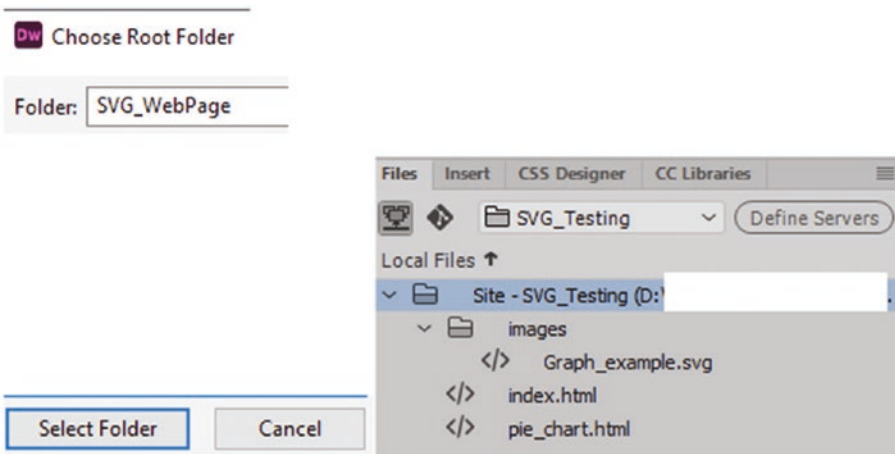 Dw Choose Root Folder
Folder: SVG_WebPage
Select Folder Cancel
Files Insert CSS Designer CC Libraries
SVG_Testing Define Servers
Local Files ↑
Site - SVG_Testing (D:\ .
images
</> Graph_example.svg
</> index.html
</> pie_chart.html